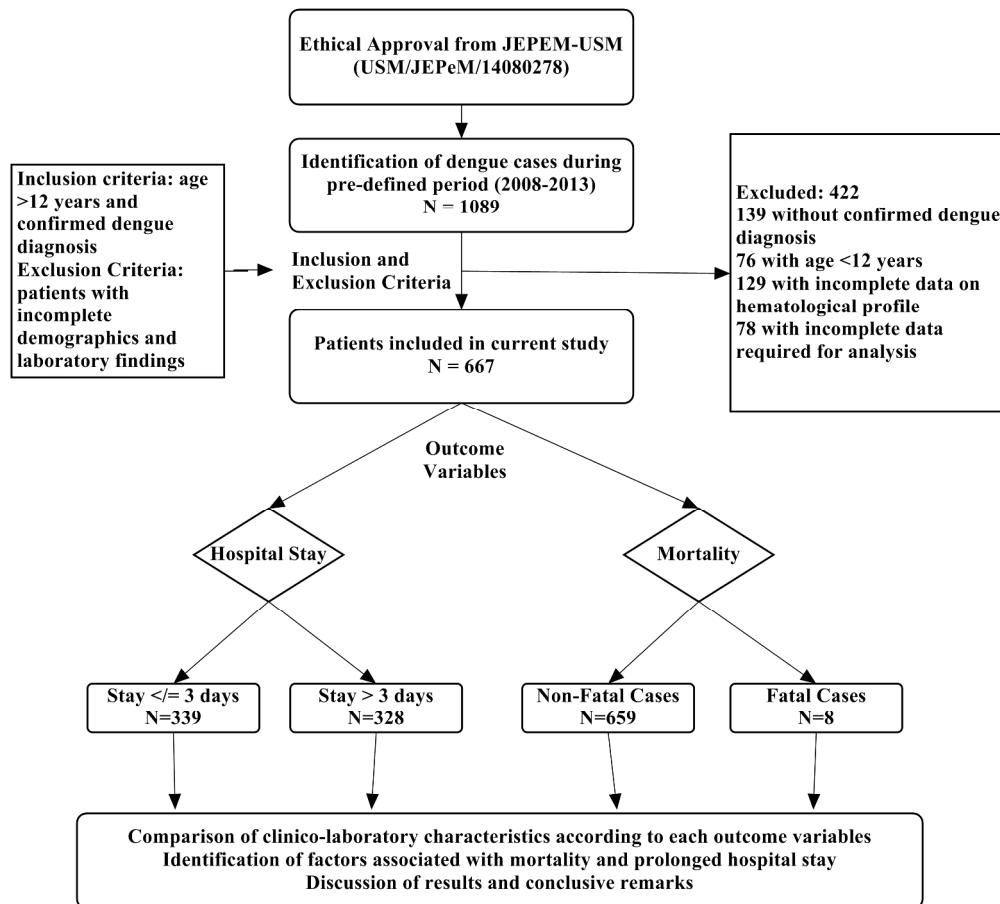 Ethical Approval from JEPEM-USM
(USM/JEPeM/14080278)
Identification of dengue cases during
pre-defined period (2008-2013)
N = 1089
Inclusion criteria: age
>12 years and
confirmed dengue
diagnosis
Exclusion Criteria:
patients with
incomplete
demographics and
laboratory findings
Inclusion and
Exclusion Criteria
Excluded: 422
139 without confirmed dengue
diagnosis
76 with age <12 years
129 with incomplete data on
hematological profile
78 with incomplete data
required for analysis
Patients included in current study
N = 667
Outcome
Variables
Hospital Stay
Mortality
Stay </= 3 days
N=339
Stay > 3 days
N=328
Non-Fatal Cases
N=659
Fatal Cases
N=8
Comparison of clinico-laboratory characteristics according to each outcome variables
Identification of factors associated with mortality and prolonged hospital stay
Discussion of results and conclusive remarks